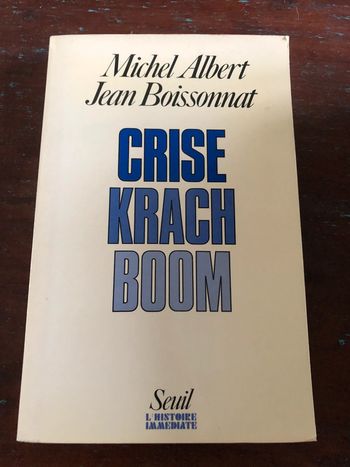 Michel Albert
Jean Boissonnat
CRISE
KRACH
BOOM
Seuil
L'HISTOIRE
IMMÉDIATE